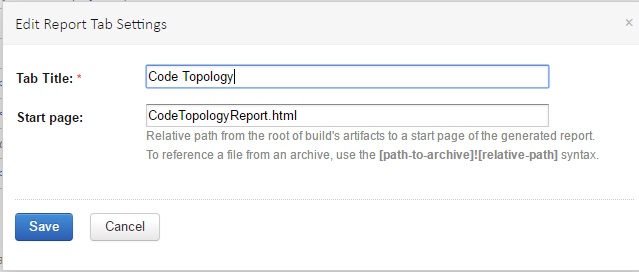 Edit Report Tab Settings
×
Tab Title: * Code Topology
Start page: CodeTopologyReport.html
Relative path from the root of build's artifacts to a start page of the generated report.
To reference a file from an archive, use the [path-to-archive]![relative-path] syntax.
Save Cancel